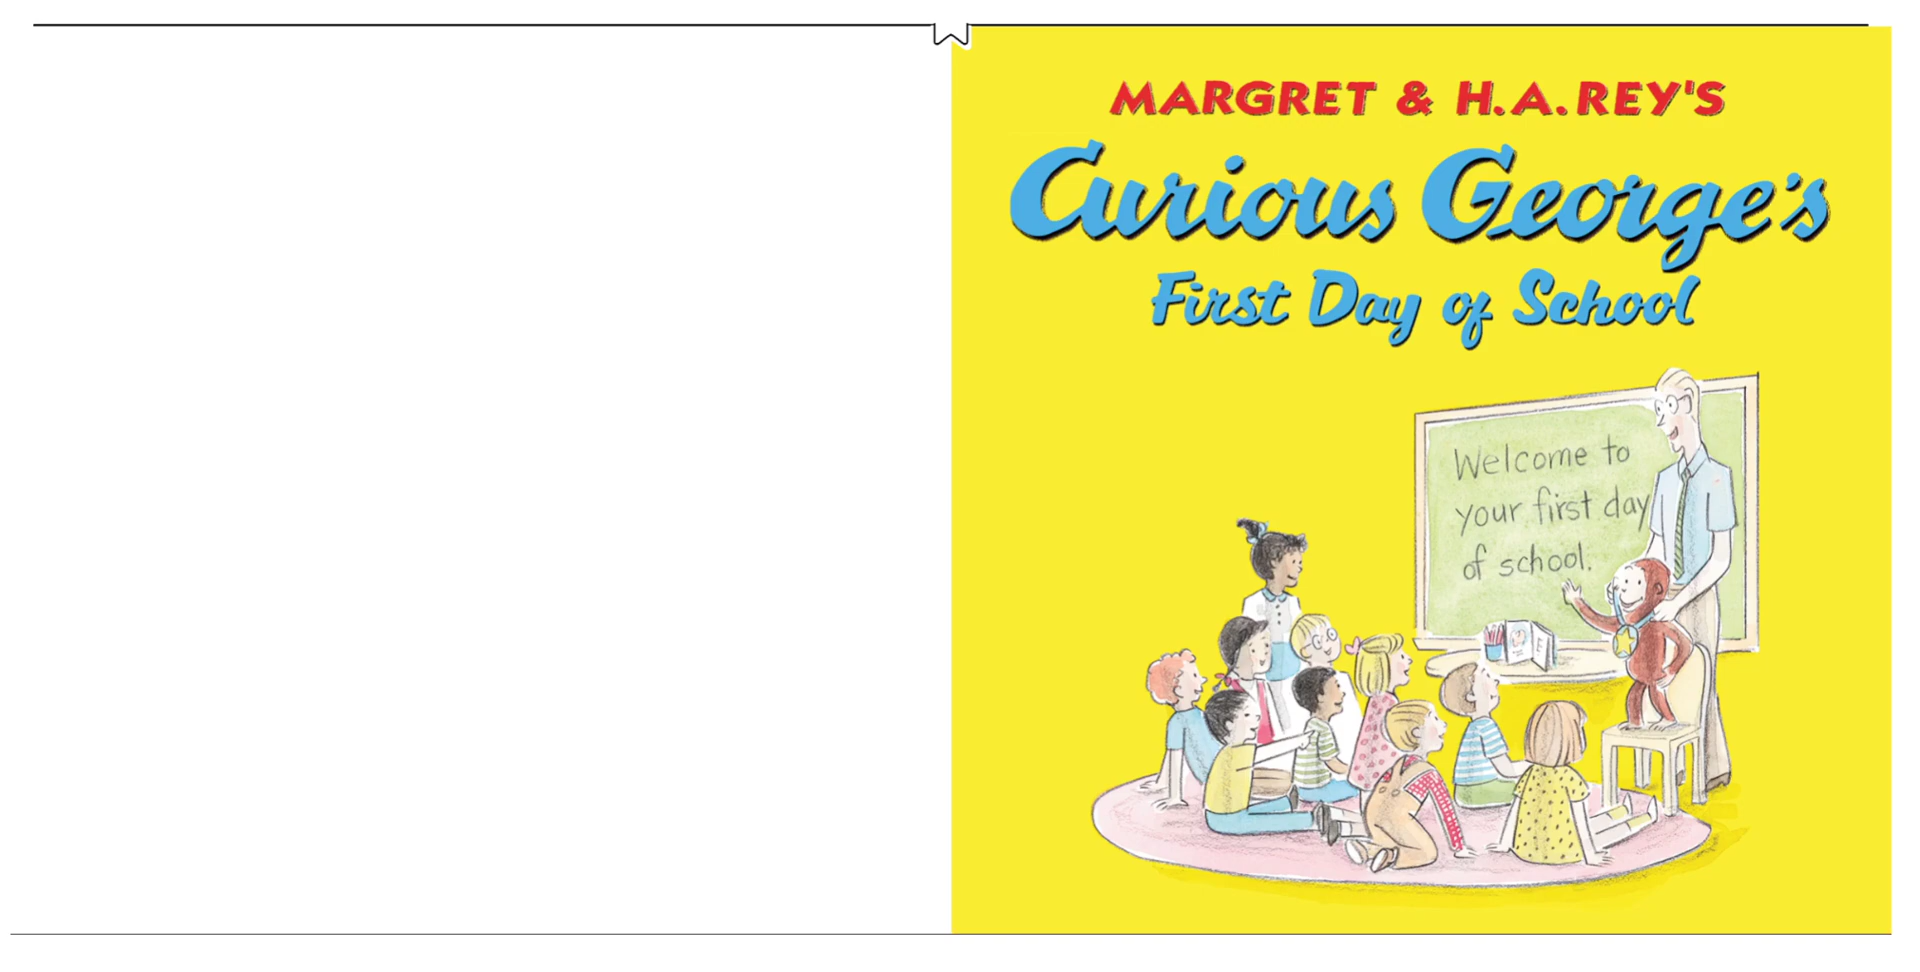 MARGRET & H.A.REY'S
Curious George's
First Day of School
Welcome to
your first day
of school.